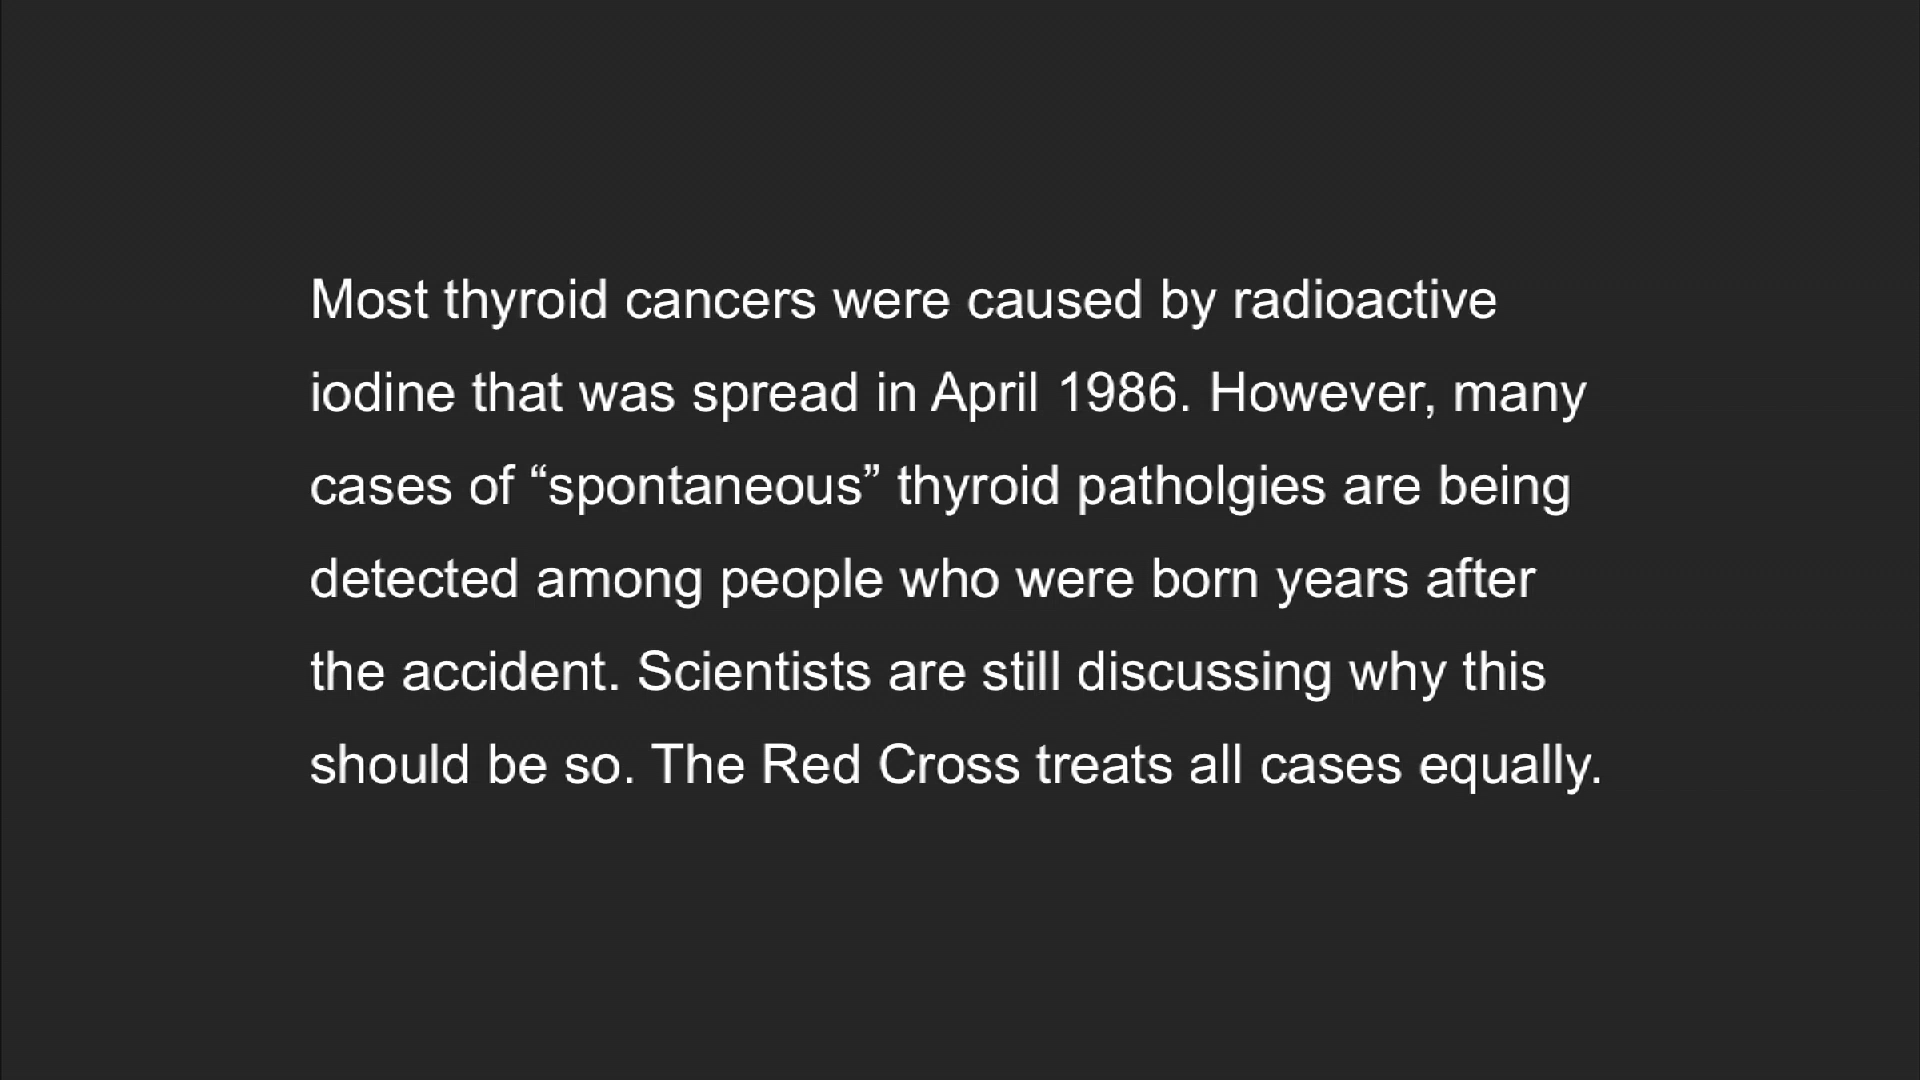 Most thyroid cancers were caused by radioactive
iodine that was spread in April 1986. However, many
cases of “spontaneous” thyroid patholgies are being
detected among people who were born years after
the accident. Scientists are still discussing why this
should be so. The Red Cross treats all cases equally.